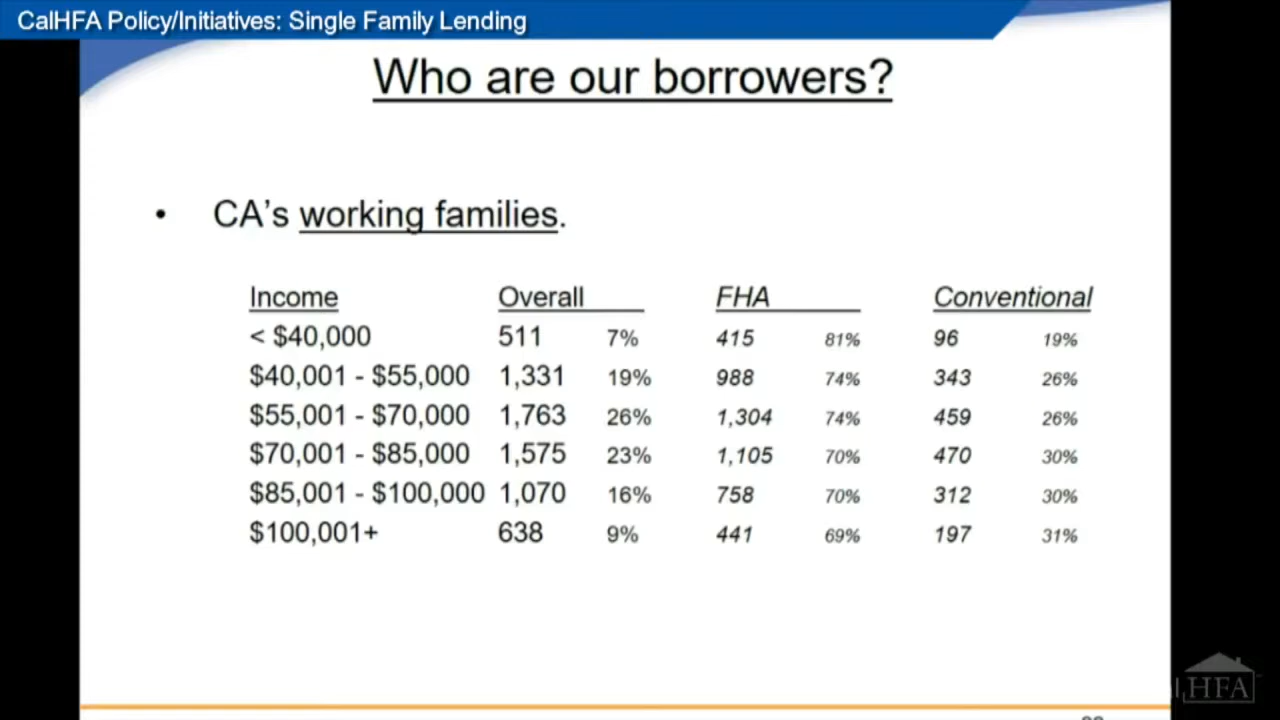 CalHFA Policy/Initiatives: Single Family Lending
Who are our borrowers?
• CA's working families.
Income Overall FHA Conventional
< $40,000 511 7% 415 81% 96 19%
$40,001 - $55,000 1,331 19% 988 74% 343 26%
$55,001 - $70,000 1,763 26% 1,304 74% 459 26%
$70,001 - $85,000 1,575 23% 1,105 70% 470 30%
$85,001 - $100,000 1,070 16% 758 70% 312 30%
$100,001+ 638 9% 441 69% 197 31%
HFA